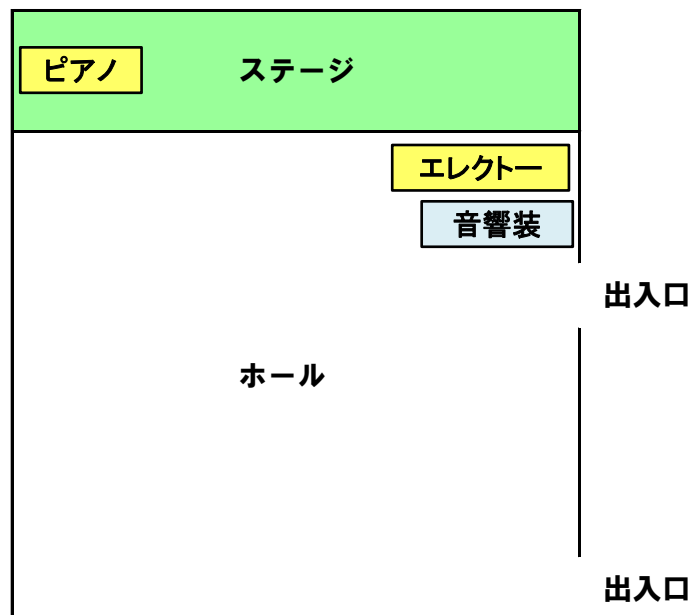 ピアノ
ステージ
エレクトー
音響装
出入口
ホール
出入口